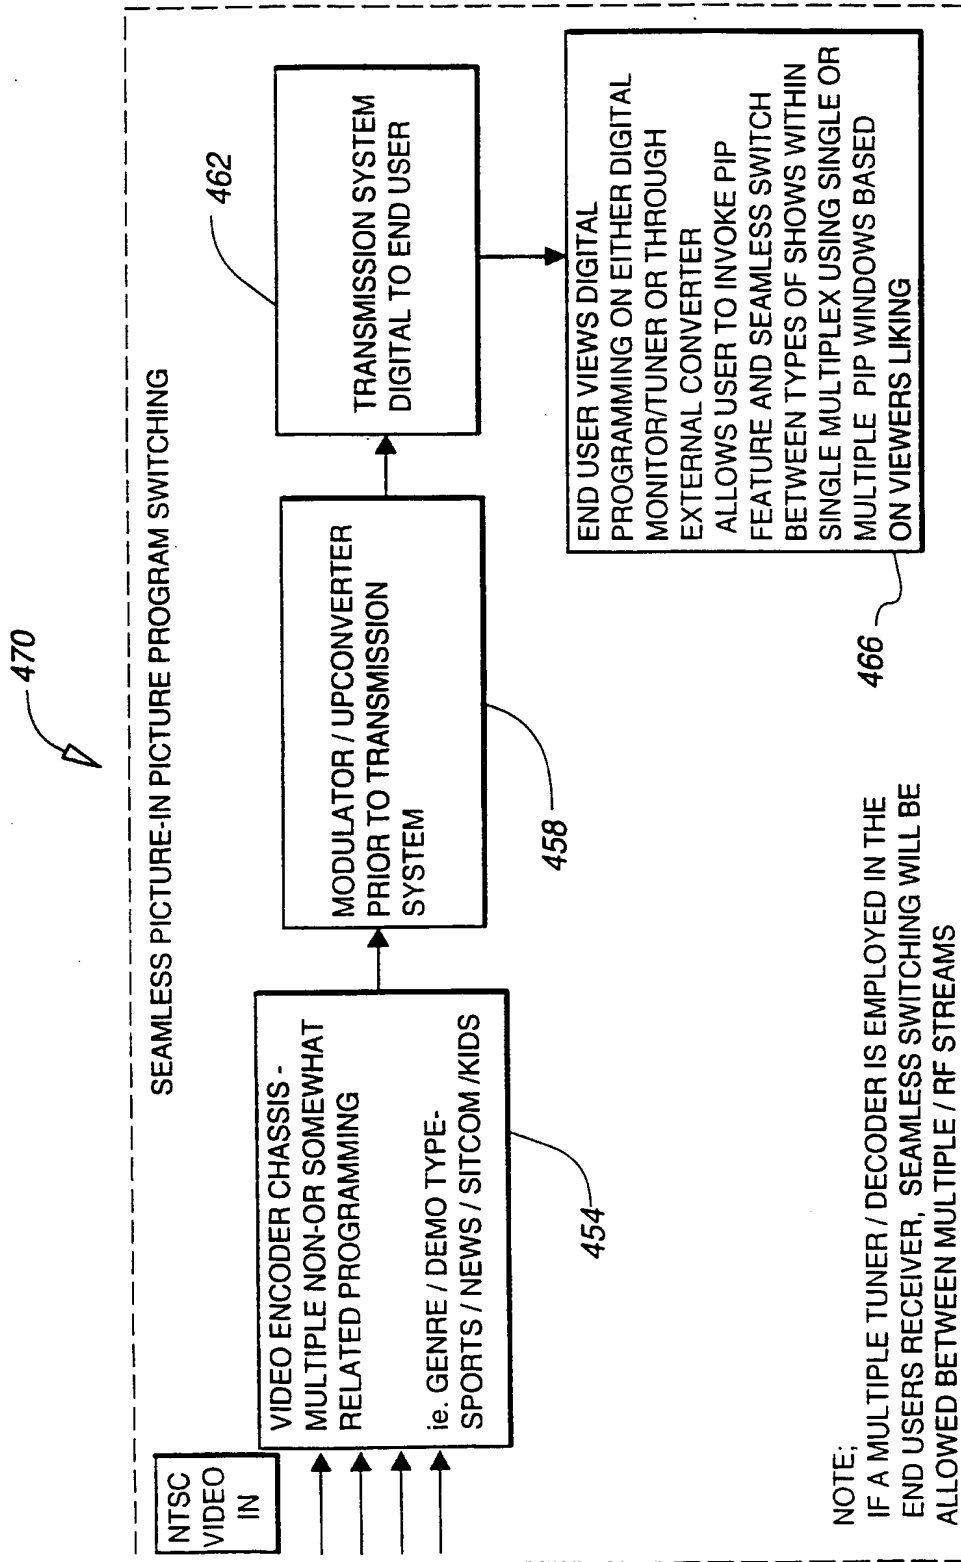 470
SEAMLESS PICTURE-IN PICTURE PROGRAM SWITCHING
NTSC
VIDEO
IN
VIDEO ENCODER CHASSIS -
MULTIPLE NON-OR SOMEWHAT
RELATED PROGRAMMING
ie. GENRE / DEMO TYPE-
SPORTS / NEWS / SITCOM /KIDS
454
MODULATOR / UPCONVERTER
PRIOR TO TRANSMISSION
SYSTEM
458
TRANSMISSION SYSTEM
DIGITAL TO END USER
462
END USER VIEWS DIGITAL
PROGRAMMING ON EITHER DIGITAL
MONITOR/TUNER OR THROUGH
EXTERNAL CONVERTER
ALLOWS USER TO INVOKE PIP
FEATURE AND SEAMLESS SWITCH
BETWEEN TYPES OF SHOWS WITHIN
SINGLE MULTIPLEX USING SINGLE OR
MULTIPLE PIP WINDOWS BASED
ON VIEWERS LIKING
466
NOTE;
IF A MULTIPLE TUNER / DECODER IS EMPLOYED IN THE
END USERS RECEIVER, SEAMLESS SWITCHING WILL BE
ALLOWED BETWEEN MULTIPLE / RF STREAMS